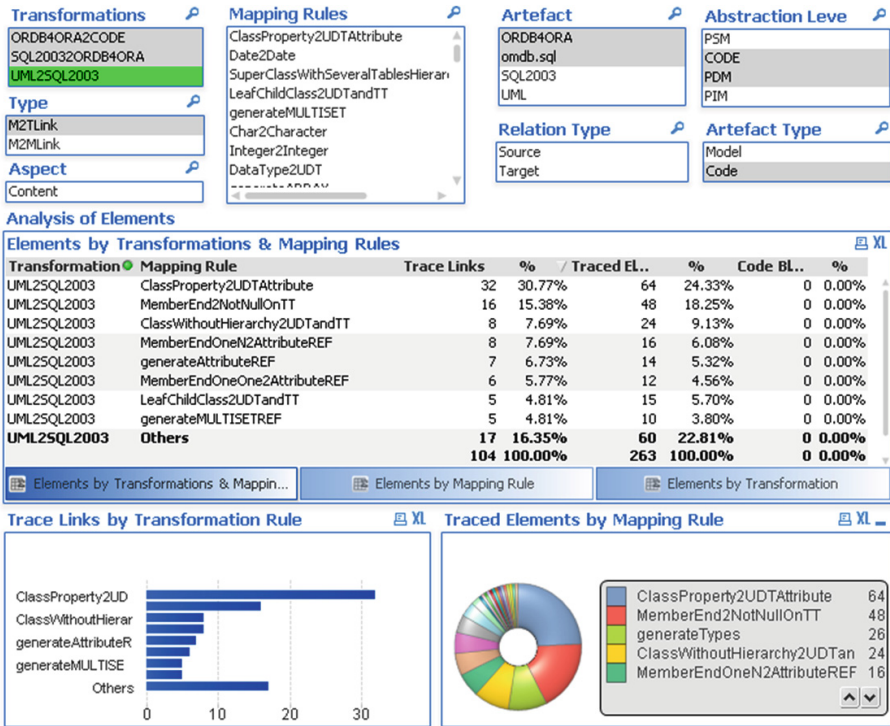 Transformations
ORDB4ORA2CODE
SQL20032ORDB4ORA
UML2SQL2003
Type
M2TLink
M2MLink
Aspect
Content
Mapping Rules
ClassProperty2UDTAttribute
Date2Date
SuperClassWithSeveralTablesHierar
LeafChildClass2UDTandTT
generateMULTISET
Char2Character
Integer2Integer
DataType2UDT
generateARRAY
Artefact
ORDB4ORA
omdb.sql
SQL2003
UML
Relation Type
Source
Target
Abstraction Leve
PSM
CODE
PDM
PIM
Artefact Type
Model
Code
Analysis of Elements
Elements by Transformations & Mapping Rules XL
Transformation Mapping Rule Trace Links % Traced El... % Code Bl... %
UML2SQL2003 ClassProperty2UDTAttribute 32 30.77% 64 24.33% 0 0.00%
UML2SQL2003 MemberEnd2NotNullOnTT 16 15.38% 48 18.25% 0 0.00%
UML2SQL2003 ClassWithoutHierarchy2UDTandTT 8 7.69% 24 9.13% 0 0.00%
UML2SQL2003 MemberEndOneN2AttributeREF 8 7.69% 16 6.08% 0 0.00%
UML2SQL2003 generateAttributeREF 7 6.73% 14 5.32% 0 0.00%
UML2SQL2003 MemberEndOneOne2AttributeREF 6 5.77% 12 4.56% 0 0.00%
UML2SQL2003 LeafChildClass2UDTandTT 5 4.81% 15 5.70% 0 0.00%
UML2SQL2003 generateMULTISETREF 5 4.81% 10 3.80% 0 0.00%
UML2SQL2003 Others 17 16.35% 60 22.81% 0 0.00%
104 100.00% 263 100.00% 0 0.00%
Elements by Transformations & Mappin... Elements by Mapping Rule Elements by Transformation
Trace Links by Transformation Rule XL
ClassProperty2UD
ClassWithoutHierar
generateAttributeR
generateMULTISE
Others
0 10 20 30
Traced Elements by Mapping Rule XL
ClassProperty2UDTAttribute 64
MemberEnd2NotNullOnTT 48
generateTypes 26
ClassWithoutHierarchy2UDTan 24
MemberEndOneN2AttributeREF 16